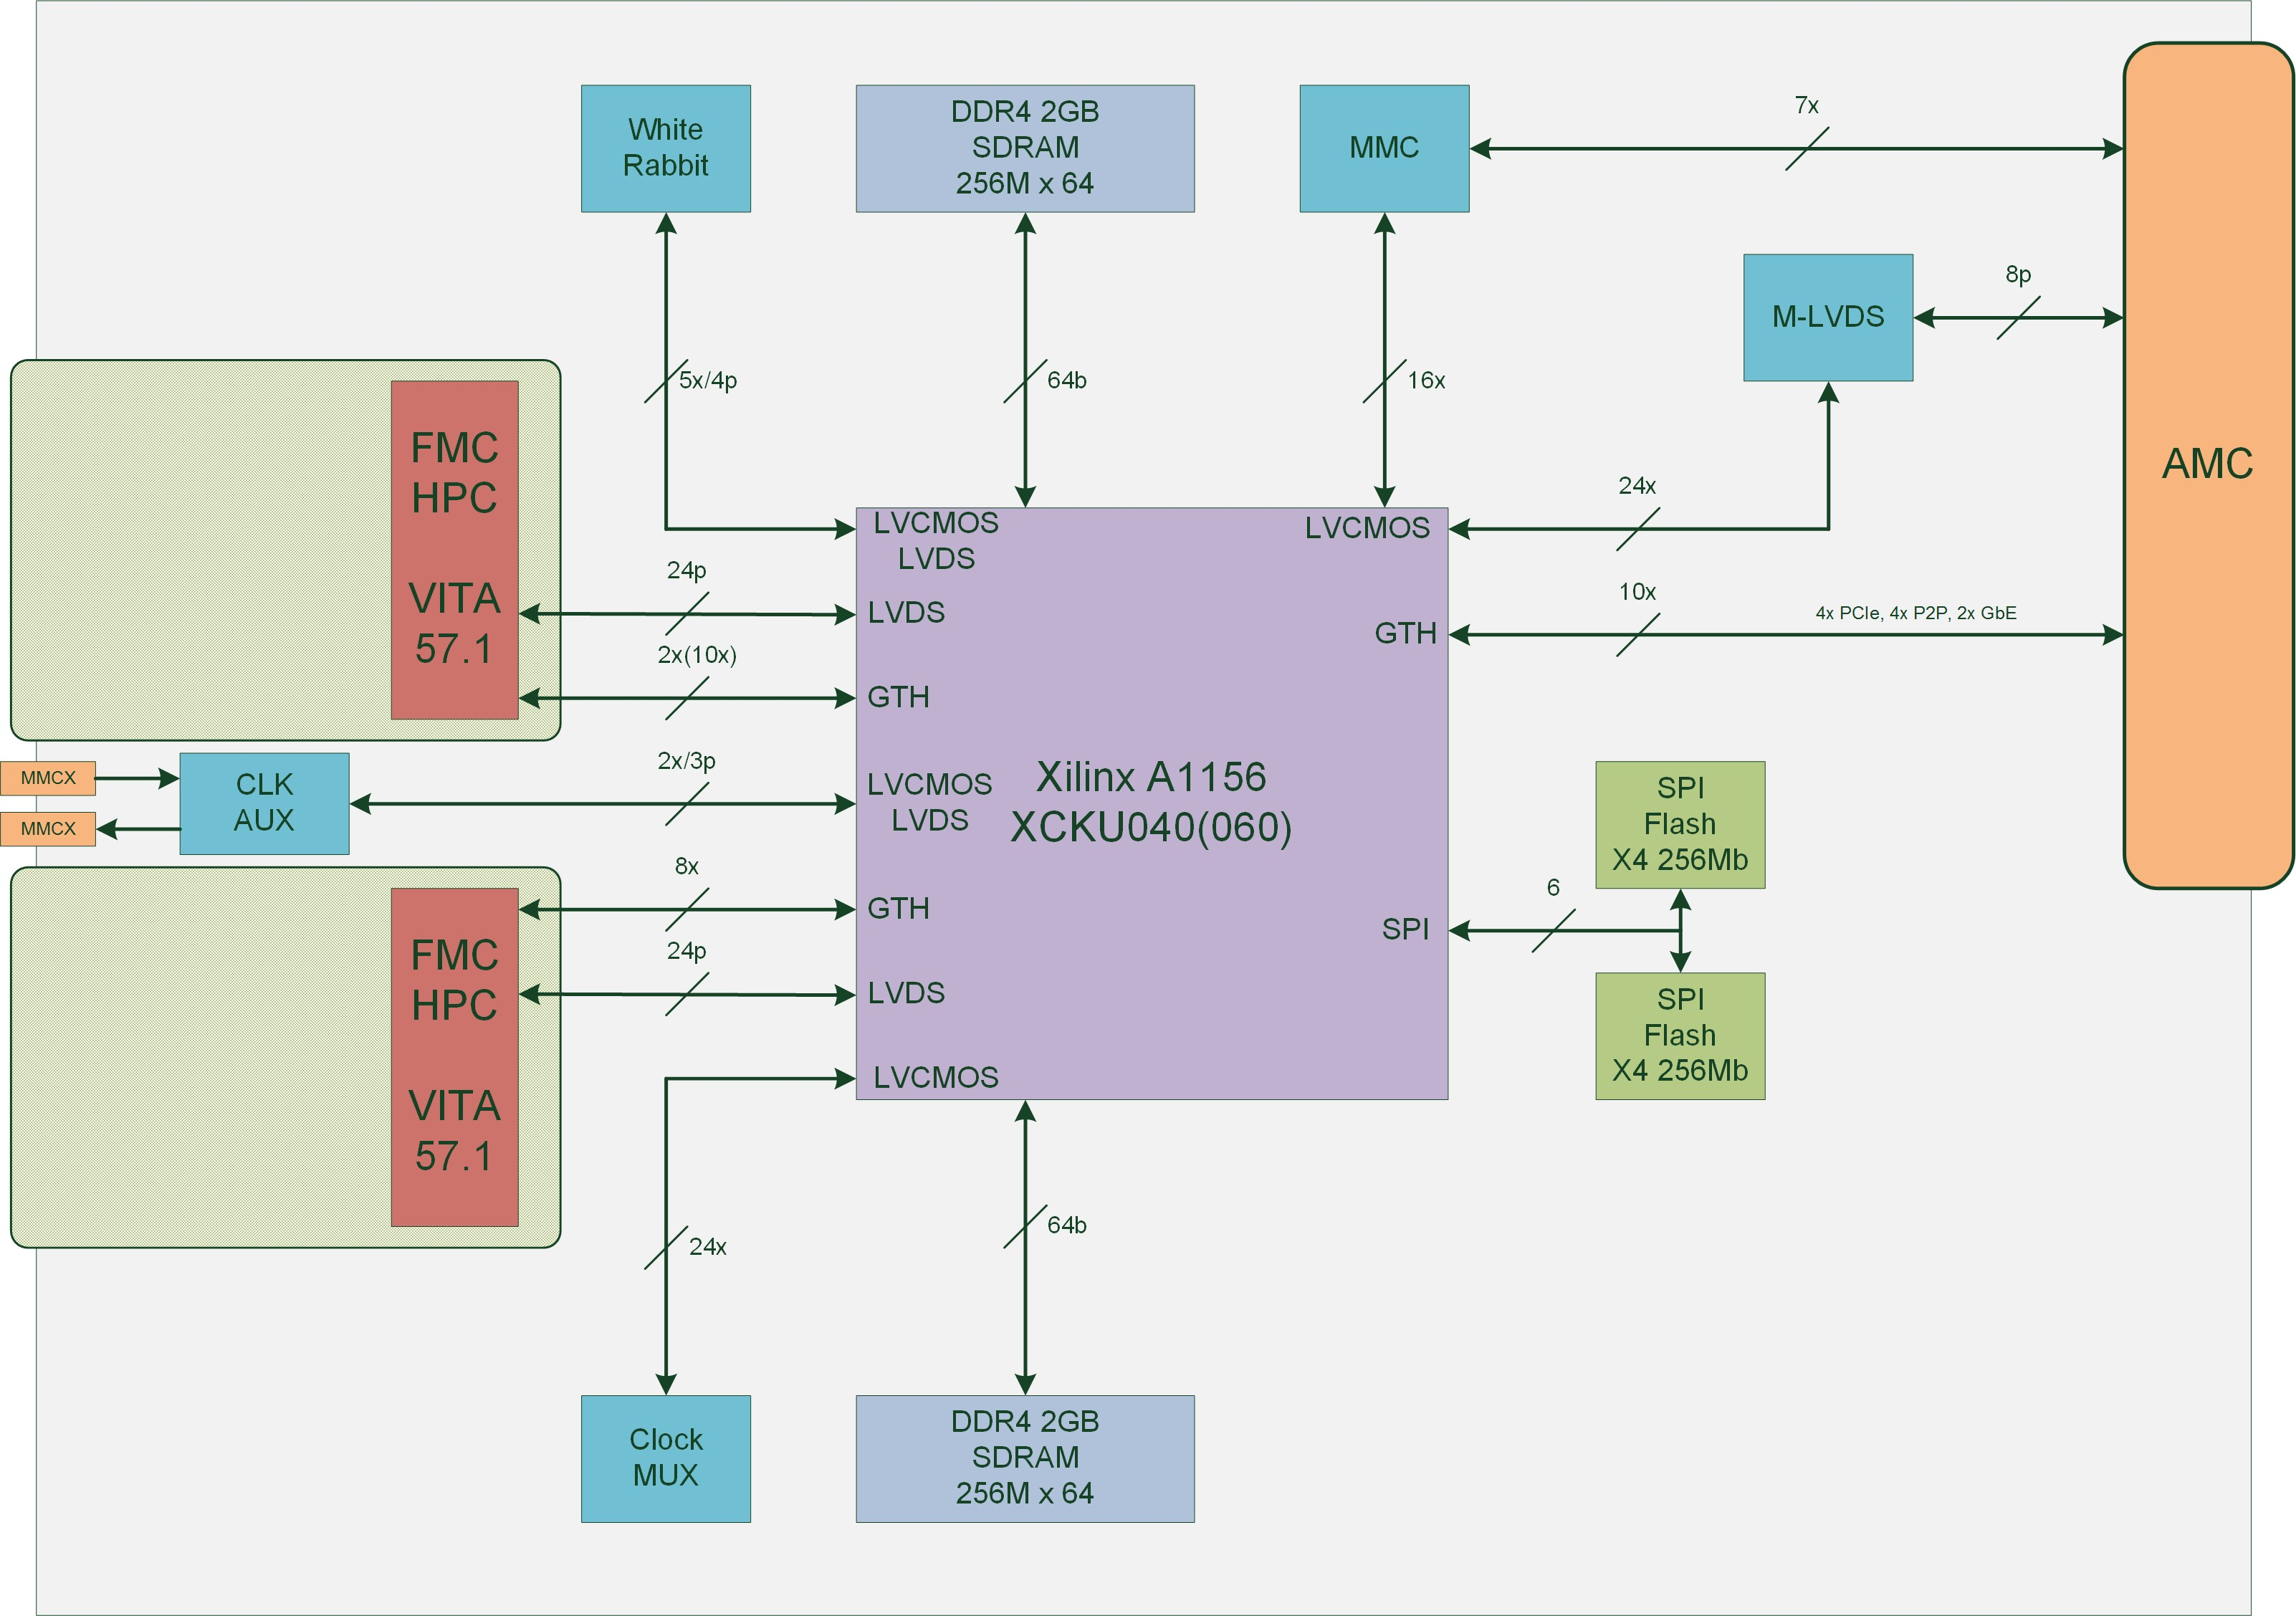 White
Rabbit
DDR4 2GB
SDRAM
256M x 64
MMC
7x
M-LVDS
8p
AMC
5x/4p
64b
16x
24x
FMC
HPC
VITA
57.1
24p
2x(10x)
LVCMOS
LVDS
LVCMOS
LVDS
GTH
GTH
10x
4x PCIe, 4x P2P, 2x GbE
MMCX
MMCX
CLK
AUX
2x/3p
LVCMOS
LVDS
Xilinx A1156
XCKU040(060)
SPI
Flash
X4 256Mb
FMC
HPC
VITA
57.1
8x
24p
GTH
LVDS
LVCMOS
SPI
6
SPI
Flash
X4 256Mb
24x
64b
Clock
MUX
DDR4 2GB
SDRAM
256M x 64